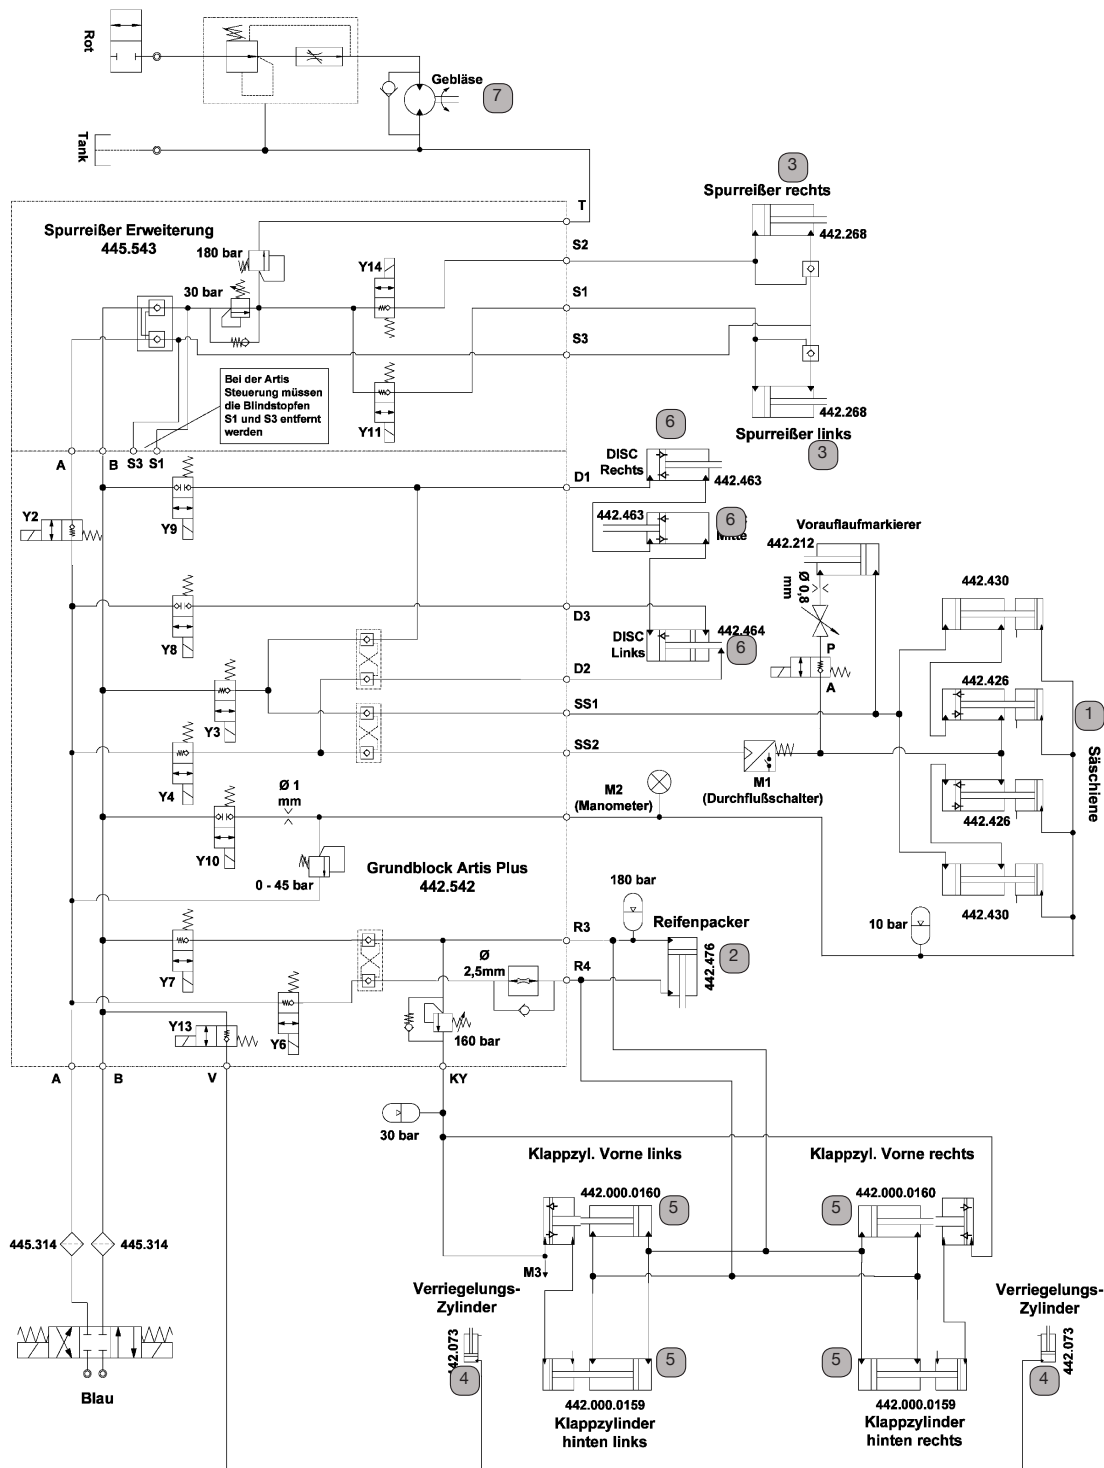 Rot
Gebläse
7
Tank
3
Spurreißer rechts
T
Spurreißer Erweiterung
445.543
442.268
S2
180 bar
Y14
30 bar
S1
S3
Bei der Artis
Steuerung müssen
die Blindstopfen
S1 und S3 entfernt
werden
442.268
Y11
Spurreißer links
3
6
A
B
S3
S1
DISC
Rechts
D1
442.463
Y2
Y9
442.463
6
Vorauflaufmarkierer
442.212
Ø 0,8
mm
442.430
D3
DISC
Links
442.464
6
Y8
P
D2
A
442.426
1
Säschiene
SS1
Y3
SS2
M1
(Durchflußschalter)
Y4
Ø 1
mm
M2
(Manometer)
442.426
Y10
Grundblock Artis Plus
442.542
0 - 45 bar
180 bar
442.430
Reifenpacker
10 bar
R3
442.476
2
Ø
2,5mm
R4
Y7
Y13
Y6
160 bar
A
B
V
KY
30 bar
Klappzyl. Vorne links
Klappzyl. Vorne rechts
442.000.0160
5
5
442.000.0160
445.314
445.314
M3
Verriegelungs-
Zylinder
Verriegelungs-
Zylinder
442.073
4
5
5
442.073
4
Blau
442.000.0159
Klappzylinder
hinten links
442.000.0159
Klappzylinder
hinten rechts